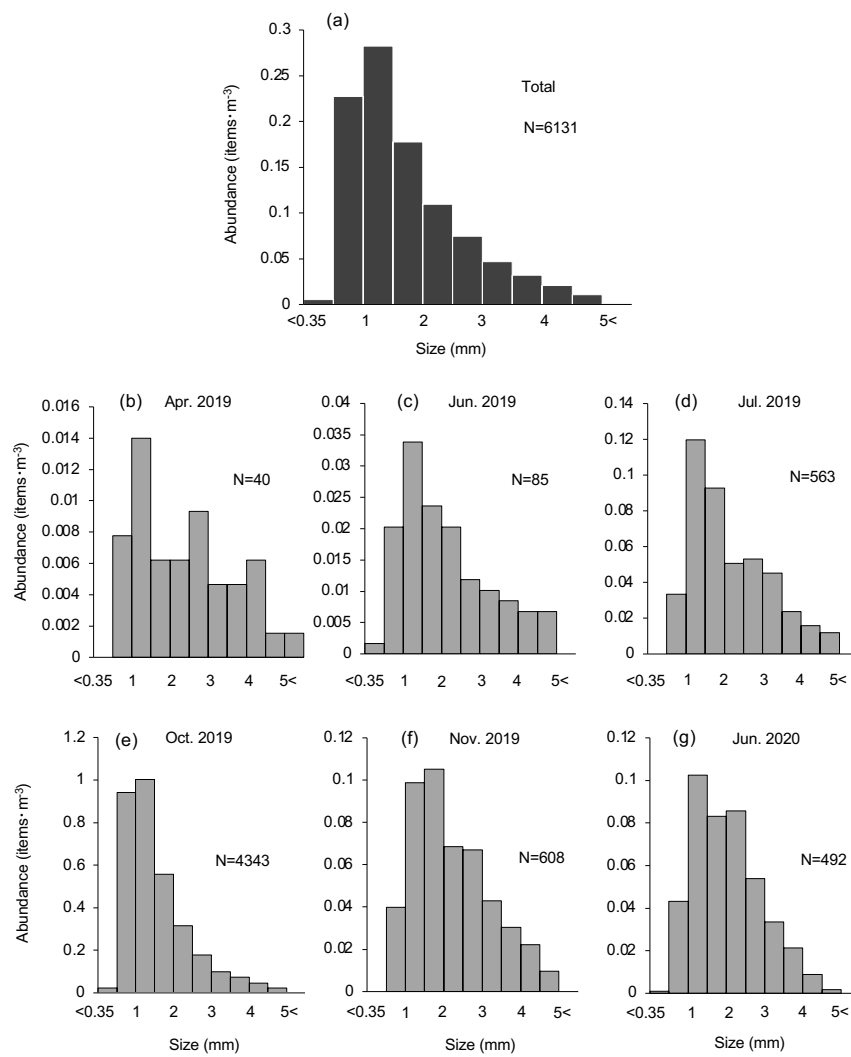 (a)
0.3
0.25
0.2
0.15
0.1
0.05
0
Abundance (items･m⁻³)
Total
N=6131
<0.35 1 2 3 4 5<
Size (mm)
(b) Apr. 2019
0.016
0.014
0.012
0.01
0.008
0.006
0.004
0.002
0
Abundance (items･m⁻³)
N=40
<0.35 1 2 3 4 5<
(c) Jun. 2019
0.04
0.035
0.03
0.025
0.02
0.015
0.01
0.005
0
N=85
<0.35 1 2 3 4 5<
(d) Jul. 2019
0.14
0.12
0.1
0.08
0.06
0.04
0.02
0
N=563
<0.35 1 2 3 4 5<
(e) Oct. 2019
1.2
1
0.8
0.6
0.4
0.2
0
Abundance (items･m⁻³)
N=4343
<0.35 1 2 3 4 5<
Size (mm)
(f) Nov. 2019
0.12
0.1
0.08
0.06
0.04
0.02
0
N=608
<0.35 1 2 3 4 5<
Size (mm)
(g) Jun. 2020
0.12
0.1
0.08
0.06
0.04
0.02
0
N=492
<0.35 1 2 3 4 5<
Size (mm)